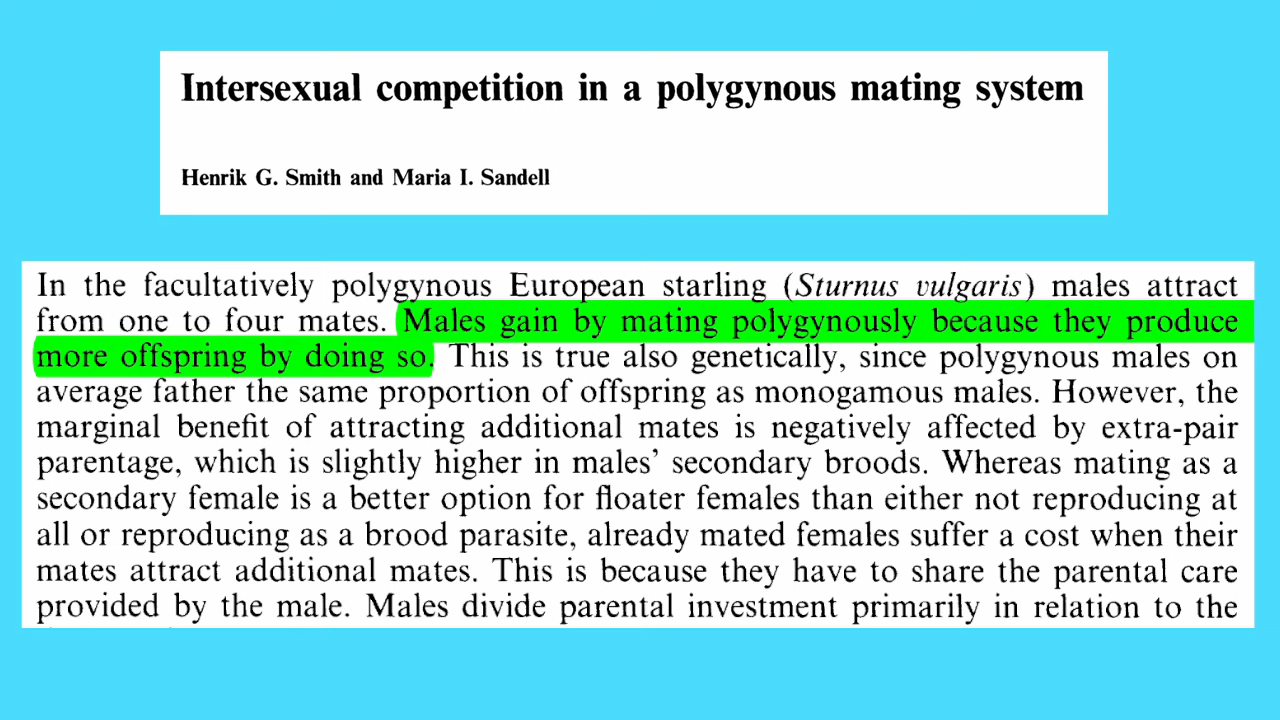 Intersexual competition in a polygynous mating system
Henrik G. Smith and Maria I. Sandell
In the facultatively polygynous European starling (Sturnus vulgaris) males attract
from one to four mates. Males gain by mating polygynously because they produce
more offspring by doing so. This is true also genetically, since polygynous males on
average father the same proportion of offspring as monogamous males. However, the
marginal benefit of attracting additional mates is negatively affected by extra-pair
parentage, which is slightly higher in males' secondary broods. Whereas mating as a
secondary female is a better option for floater females than either not reproducing at
all or reproducing as a brood parasite, already mated females suffer a cost when their
mates attract additional mates. This is because they have to share the parental care
provided by the male. Males divide parental investment primarily in relation to the